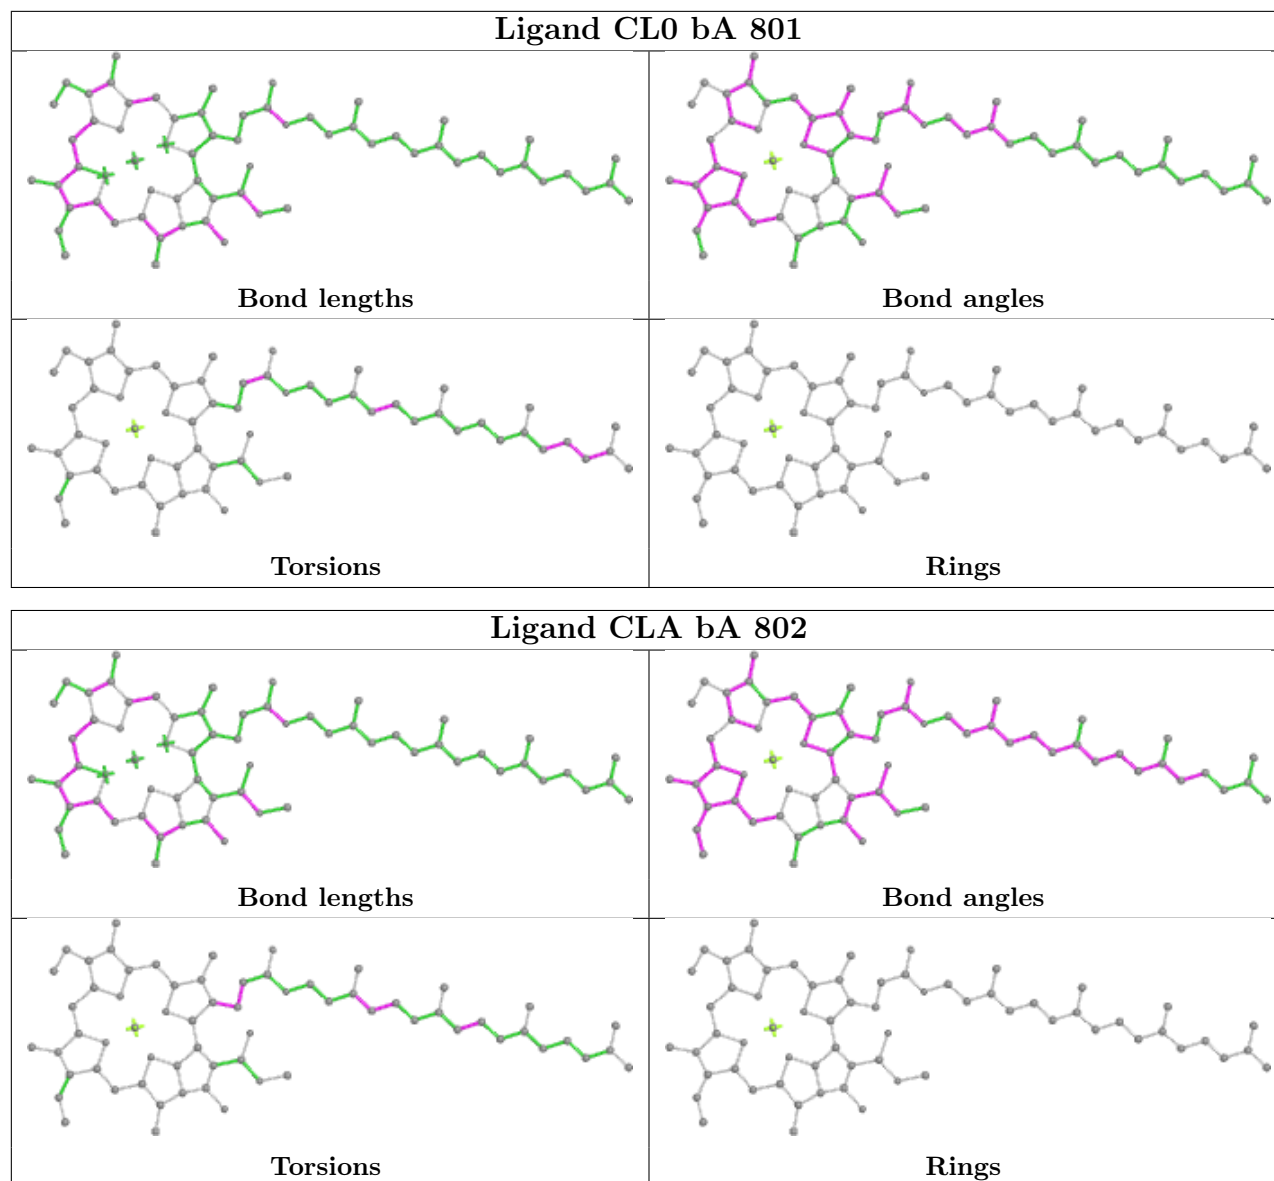 Ligand CL0 bA 801
Bond lengths
Bond angles
Torsions
Rings
Ligand CLA bA 802
Bond lengths
Bond angles
Torsions
Rings